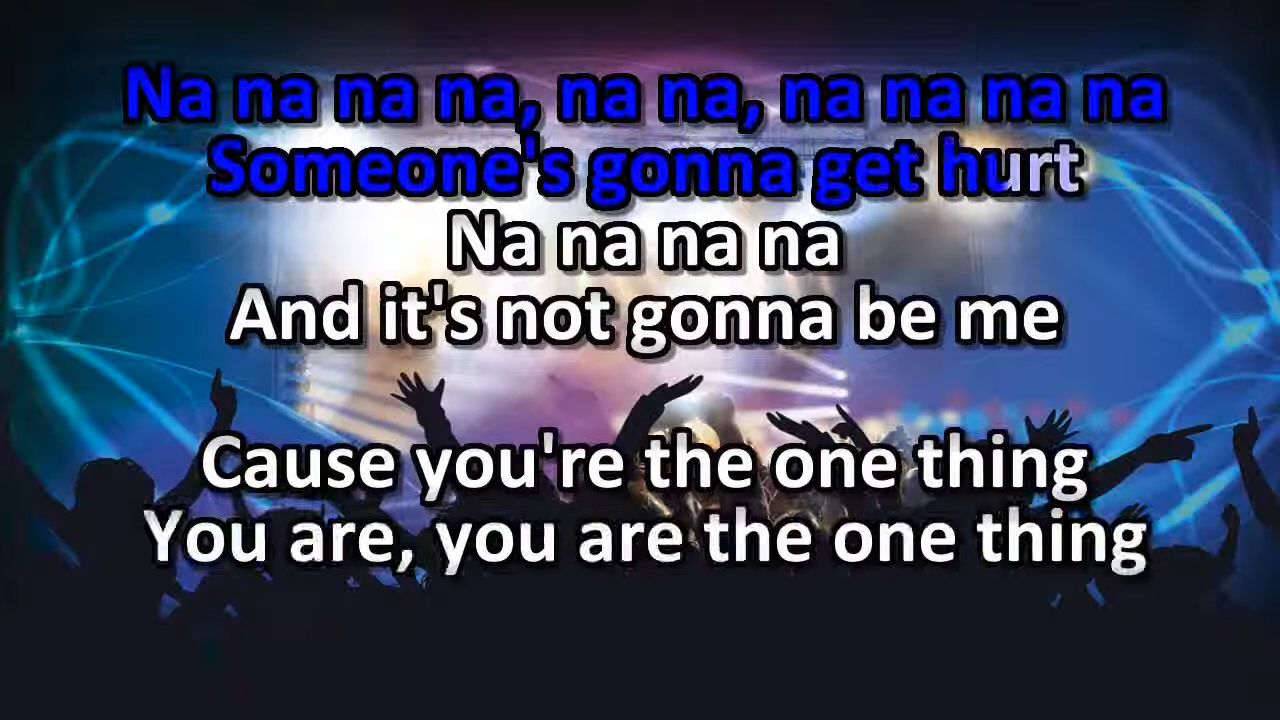 Na na na na, na na, na na na na
Someone's gonna get hurt
Na na na na
And it's not gonna be me
Cause you're the one thing
You are, you are the one thing